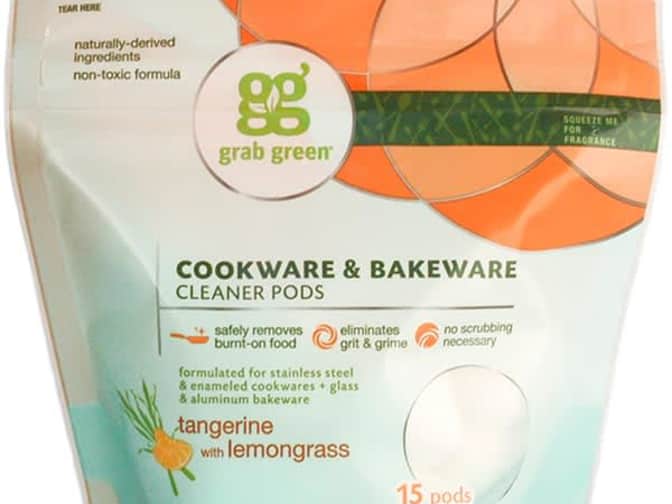 TEAR HERE
naturally-derived
ingredients
non-toxic formula
gg
grab green®
SQUEEZE ME
FOR
FRAGRANCE
COOKWARE & BAKEWARE
CLEANER PODS
safely removes
burnt-on food
eliminates
grit & grime
no scrubbing
necessary
formulated for stainless steel
& enameled cookwares + glass
& aluminum bakeware
tangerine
with lemongrass
15 pods